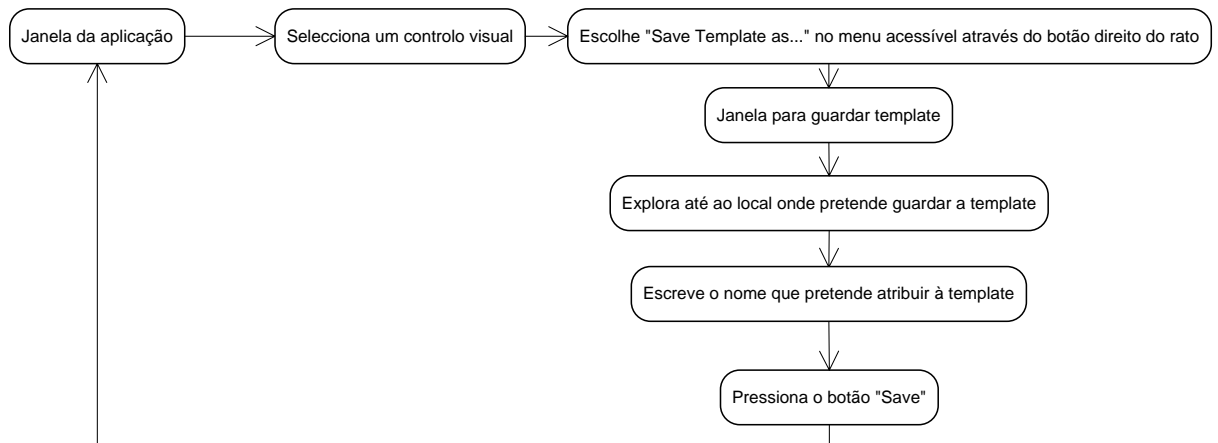 Janela da aplicação
Selecciona um controlo visual
Escolhe "Save Template as..." no menu acessível através do botão direito do rato
Janela para guardar template
Explora até ao local onde pretende guardar a template
Escreve o nome que pretende atribuir à template
Pressiona o botão "Save"